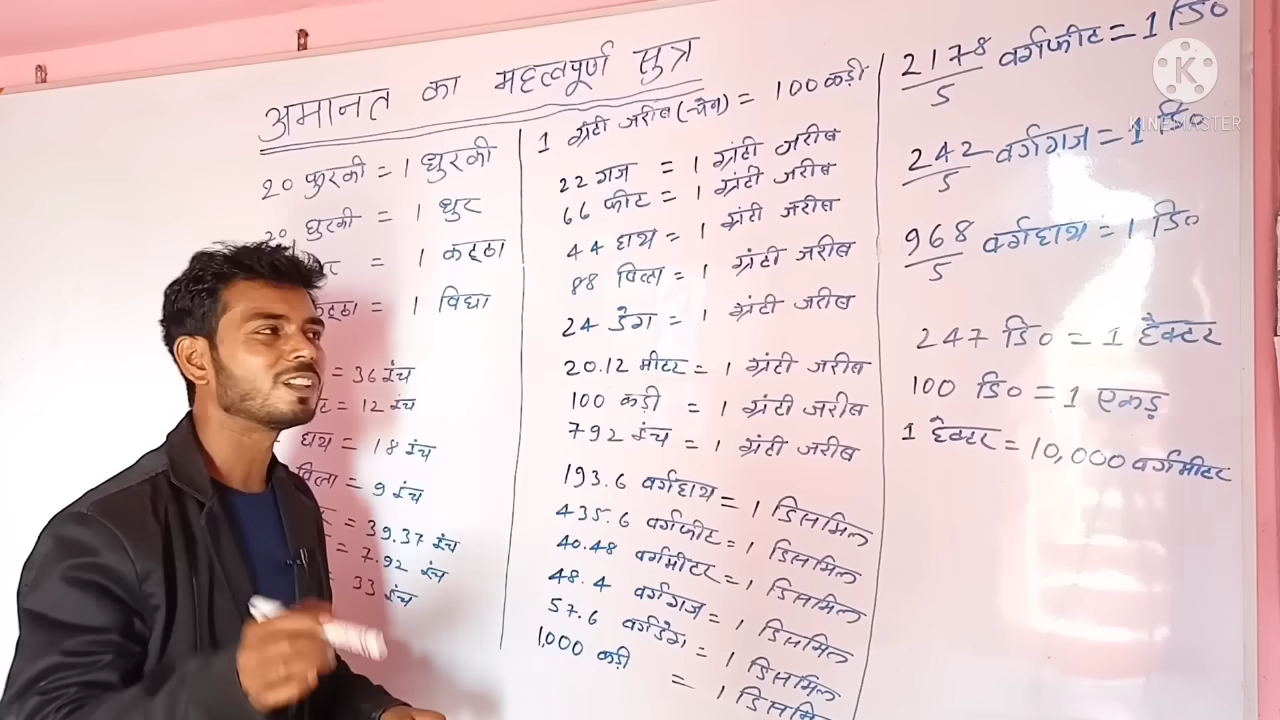 अमानत का महत्वपूर्ण सुत्र
20 फुरकी = 1 धुरकी
20 धुरकी = 1 धुर
= 1 कट्ठा
कट्ठा = 1 विघा
= 36 इंच
= 12 इंच
हाथ = 18 इंच
वित्ता = 9 इंच
= 39.37 इंच
= 7.92 इंच
= 33 इंच
1 ग्रंटी जरीब (चेन) = 100 कड़ी
22 गज = 1 ग्रंटी जरीब
66 फीट = 1 ग्रंटी जरीब
44 हाथ = 1 ग्रंटी जरीब
88 वित्ता = 1 ग्रंटी जरीब
24 डेग = 1 ग्रंटी जरीब
20.12 मीटर = 1 ग्रंटी जरीब
100 कड़ी = 1 ग्रंटी जरीब
792 इंच = 1 ग्रंटी जरीब
193.6 वर्गहाथ = 1 डिसमिल
435.6 वर्गफीट = 1 डिसमिल
40.48 वर्गमीटर = 1 डिसमिल
48.4 वर्गगज = 1 डिसमिल
57.6 वर्गडेग = 1 डिसमिल
1,000 कड़ी = 1 डिसमि
2178/5 वर्गफीट = 1 डि०
242/5 वर्गगज = 1 डि०
968/5 वर्गहाथ = 1 डि०
247 डि० = 1 हेक्टर
100 डि० = 1 एकड़
1 हेक्टर = 10,000 वर्गमीटर
K
KINEMASTER